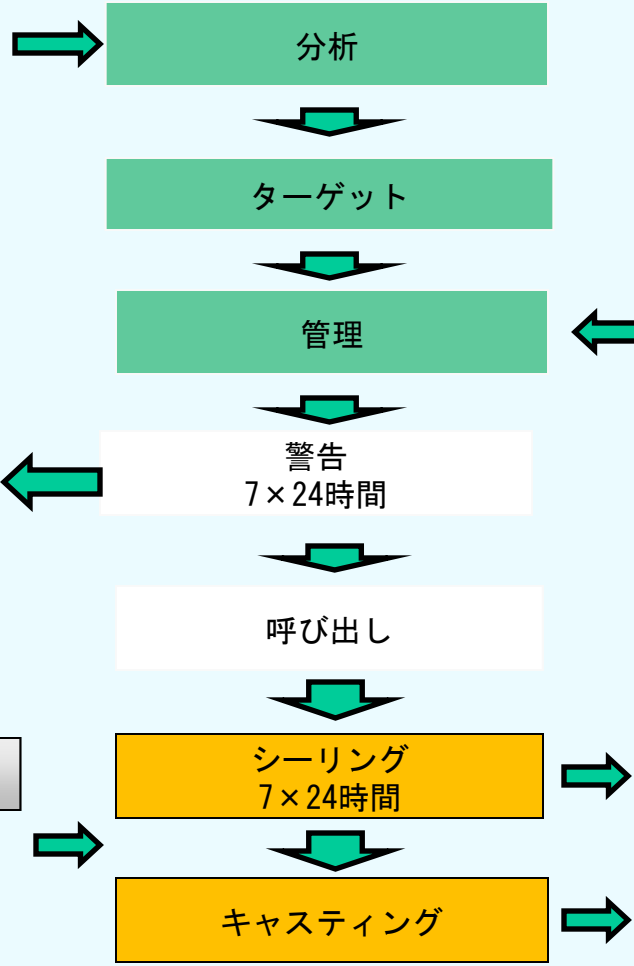 分析
ターゲット
管理
警告
7×24時間
呼び出し
シーリング
7×24時間
キャスティング